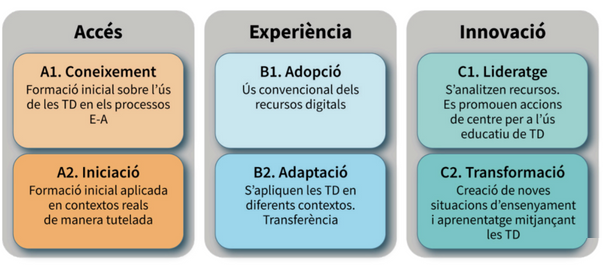 Accés
A1. Coneixement
Formació inicial sobre l'ús
de les TD en els processos
E-A
A2. Iniciació
Formació inicial aplicada
en contextos reals
de manera tutelada
Experiència
B1. Adopció
Ús convencional dels
recursos digitals
B2. Adaptació
S'apliquen les TD en
diferents contextos.
Transferència
Innovació
C1. Lideratge
S'analitzen recursos.
Es promouen accions
de centre per a l'ús
educatiu de TD
C2. Transformació
Creació de noves
situacions d'ensenyament
i aprenentatge mitjançant
les TD